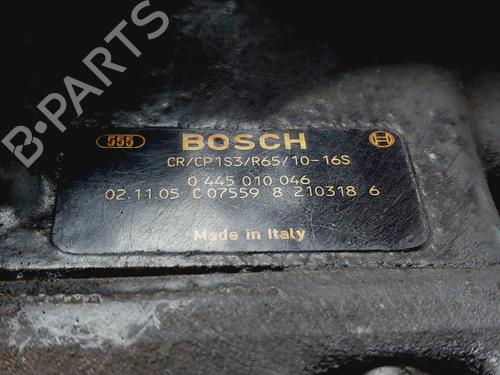 555 BOSCH
CR/CP1S3/R65/10-16S
0 445 010 046
02.11.05 C 07559 8 210318 6
Made in Italy
B-PARTS